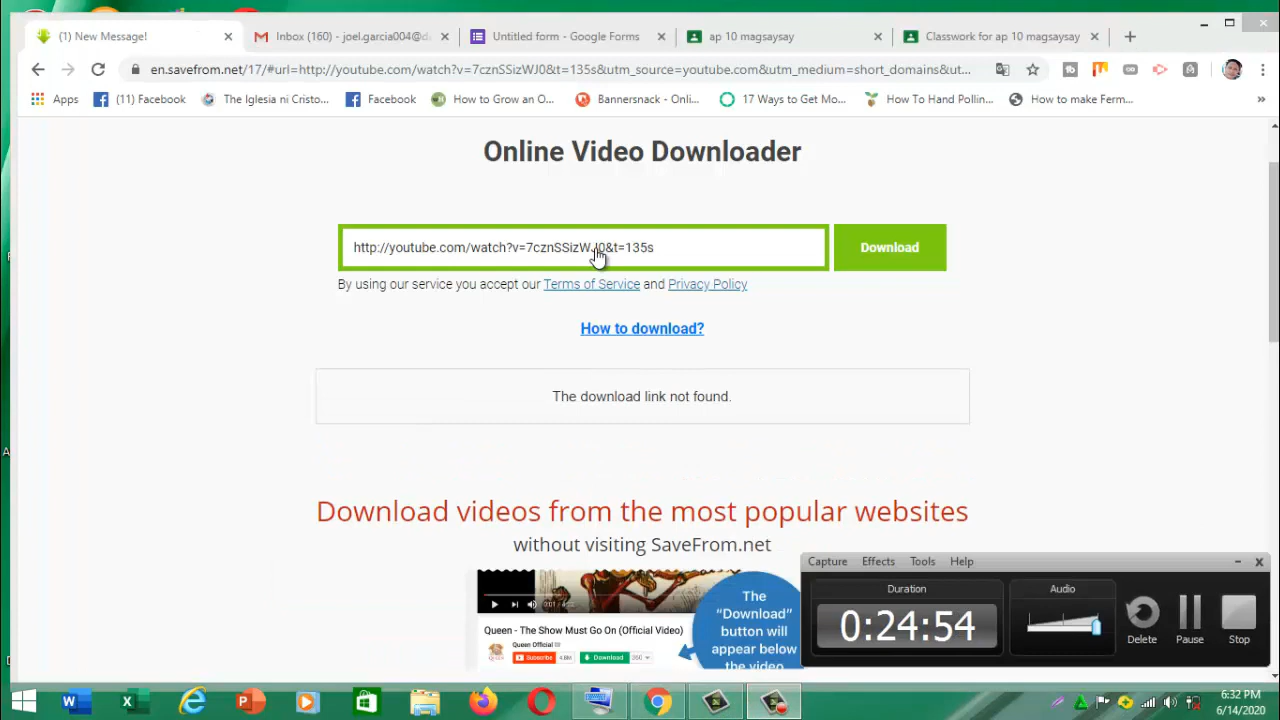 (1) New Message!
Inbox (160) - joel.garcia004@d
Untitled form - Google Forms
ap 10 magsaysay
Classwork for ap 10 magsaysay
en.savefrom.net/17/#url=http://youtube.com/watch?v=7cznSSizWJ0&t=135s&utm_source=youtube.com&utm_medium=short_domains&ut...
Apps
(11) Facebook
The Iglesia ni Cristo...
Facebook
How to Grow an O...
Bannersnack - Onli...
17 Ways to Get Mo...
How To Hand Pollin...
How to make Ferm...
Online Video Downloader
http://youtube.com/watch?v=7cznSSizWJ0&t=135s
Download
By using our service you accept our Terms of Service and Privacy Policy
How to download?
The download link not found.
Download videos from the most popular websites
without visiting SaveFrom.net
Queen - The Show Must Go On (Official Video)
Queen Official
Subscribe
Download
The
"Download"
button will
appear below
the video
Capture Effects Tools Help
Duration
Audio
0:24:54
Delete
Pause
Stop
6:32 PM
6/14/2020